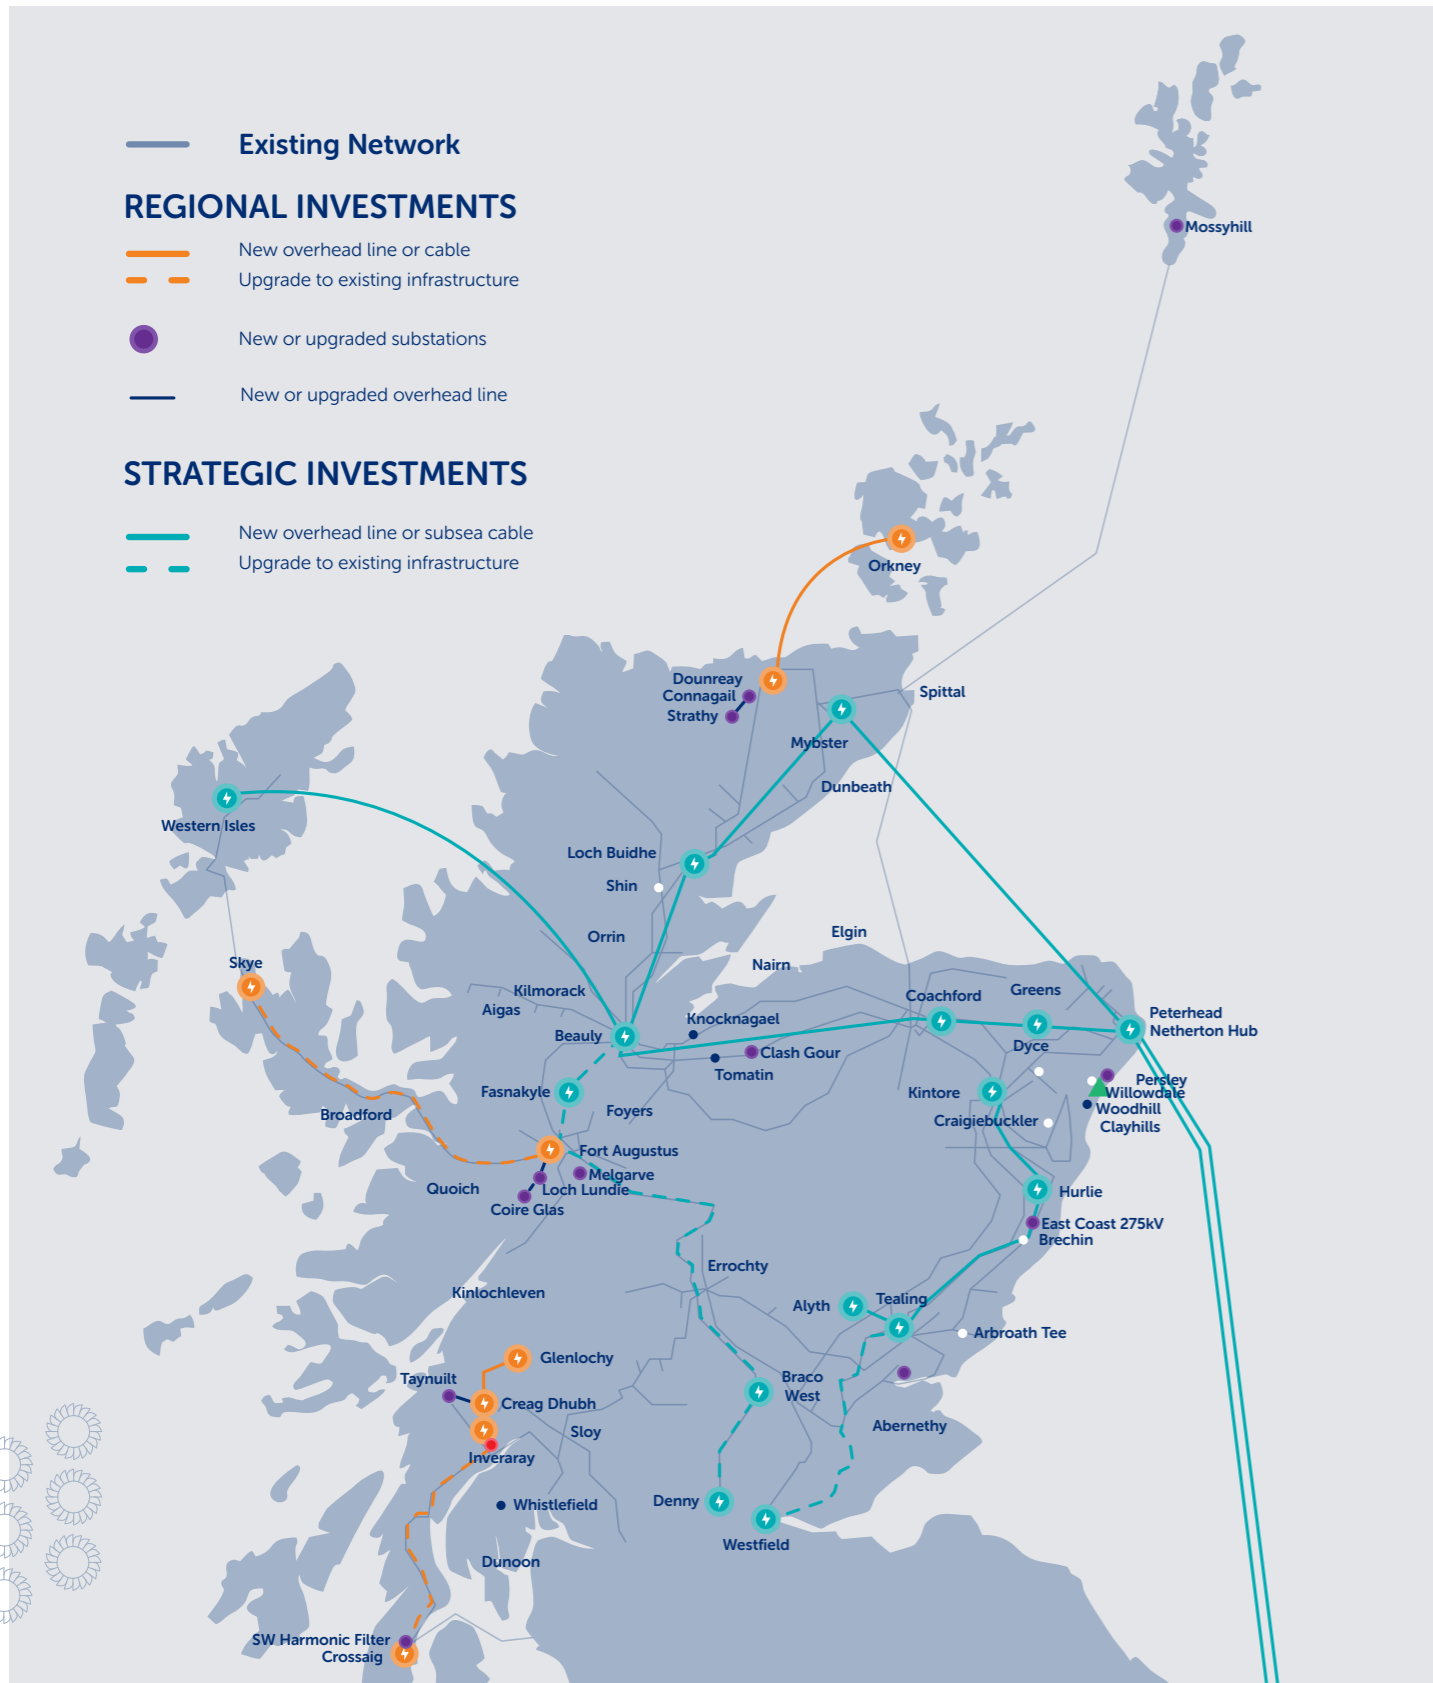 Existing Network
REGIONAL INVESTMENTS
New overhead line or cable
Upgrade to existing infrastructure
New or upgraded substations
New or upgraded overhead line
STRATEGIC INVESTMENTS
New overhead line or subsea cable
Upgrade to existing infrastructure
Mossyhill
Orkney
Dounreay
Connagail
Strathy
Spittal
Mybster
Dunbeath
Western Isles
Loch Buidhe
Shin
Orrin
Elgin
Nairn
Skye
Kilmorack
Aigas
Coachford
Greens
Knocknagael
Beauly
Peterhead
Netherton Hub
Clash Gour
Dyce
Tomatin
Fasnakyle
Kintore
Persley
Willowdale
Woodhill
Clayhills
Foyers
Broadford
Craigiebuckler
Fort Augustus
Melgarve
Quoich
Loch Lundie
Coire Glas
Hurlie
East Coast 275kV
Brechin
Errochty
Kinlochleven
Alyth
Tealing
Arbroath Tee
Glenlochy
Taynuilt
Creag Dhubh
Braco
West
Sloy
Abernethy
Inveraray
Denny
Whistlefield
Westfield
Dunoon
SW Harmonic Filter
Crossaig